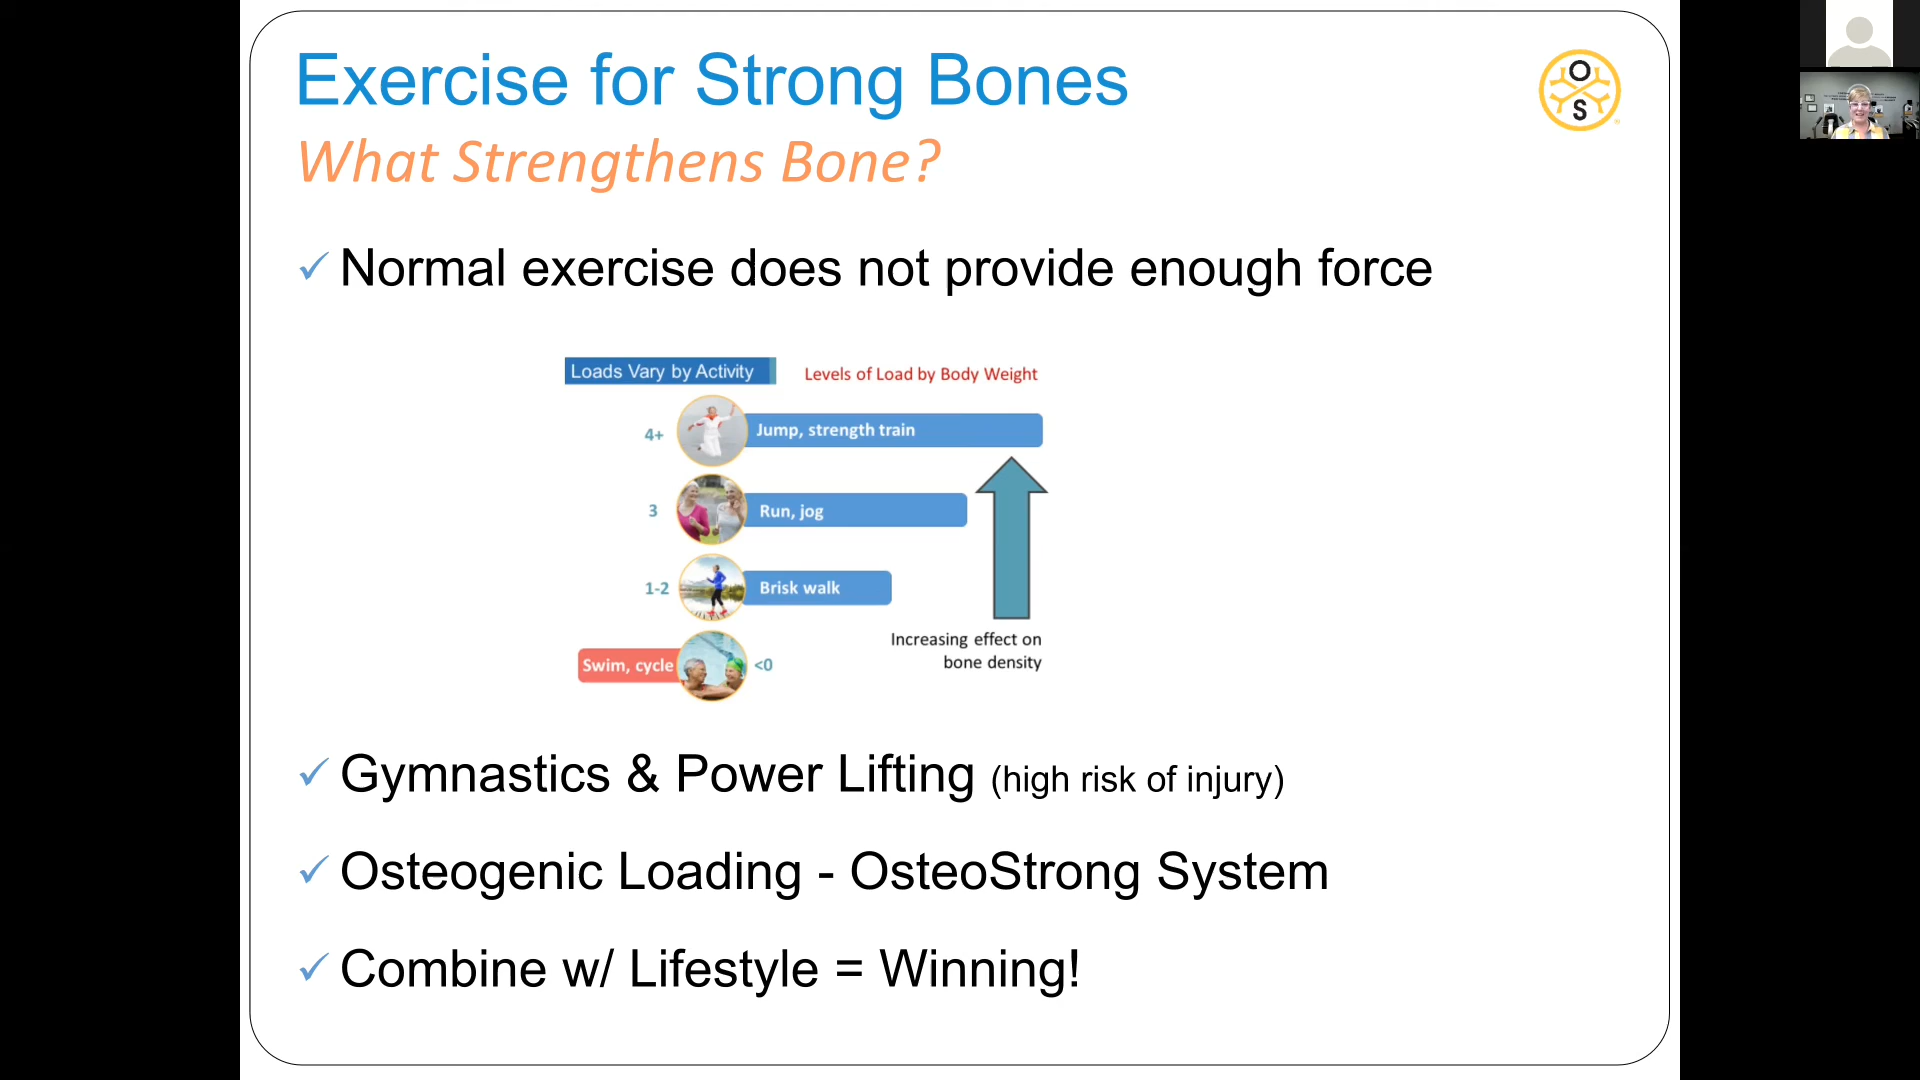 Exercise for Strong Bones
What Strengthens Bone?
✓ Normal exercise does not provide enough force
Loads Vary by Activity
Levels of Load by Body Weight
4+ Jump, strength train
3 Run, jog
1-2 Brisk walk
Swim, cycle <0
Increasing effect on
bone density
✓ Gymnastics & Power Lifting (high risk of injury)
✓ Osteogenic Loading - OsteoStrong System
✓ Combine w/ Lifestyle = Winning!
O
S